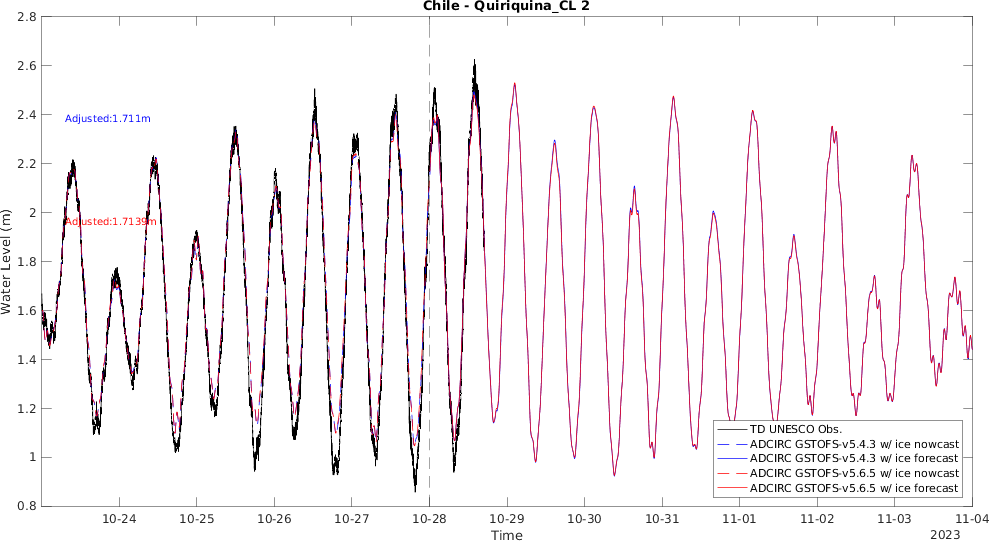 Chile - Quiriquina_CL 2
2.8
2.6
2.4
2.2
2
1.8
1.6
1.4
1.2
1
0.8
Water Level (m)
Adjusted:1.711m
Adjusted:1.7139m
TD UNESCO Obs.
ADCIRC GSTOFS-v5.4.3 w/ ice nowcast
ADCIRC GSTOFS-v5.4.3 w/ ice forecast
ADCIRC GSTOFS-v5.6.5 w/ ice nowcast
ADCIRC GSTOFS-v5.6.5 w/ ice forecast
10-24 10-25 10-26 10-27 10-28 10-29 10-30 10-31 11-01 11-02 11-03 11-04
Time
2023